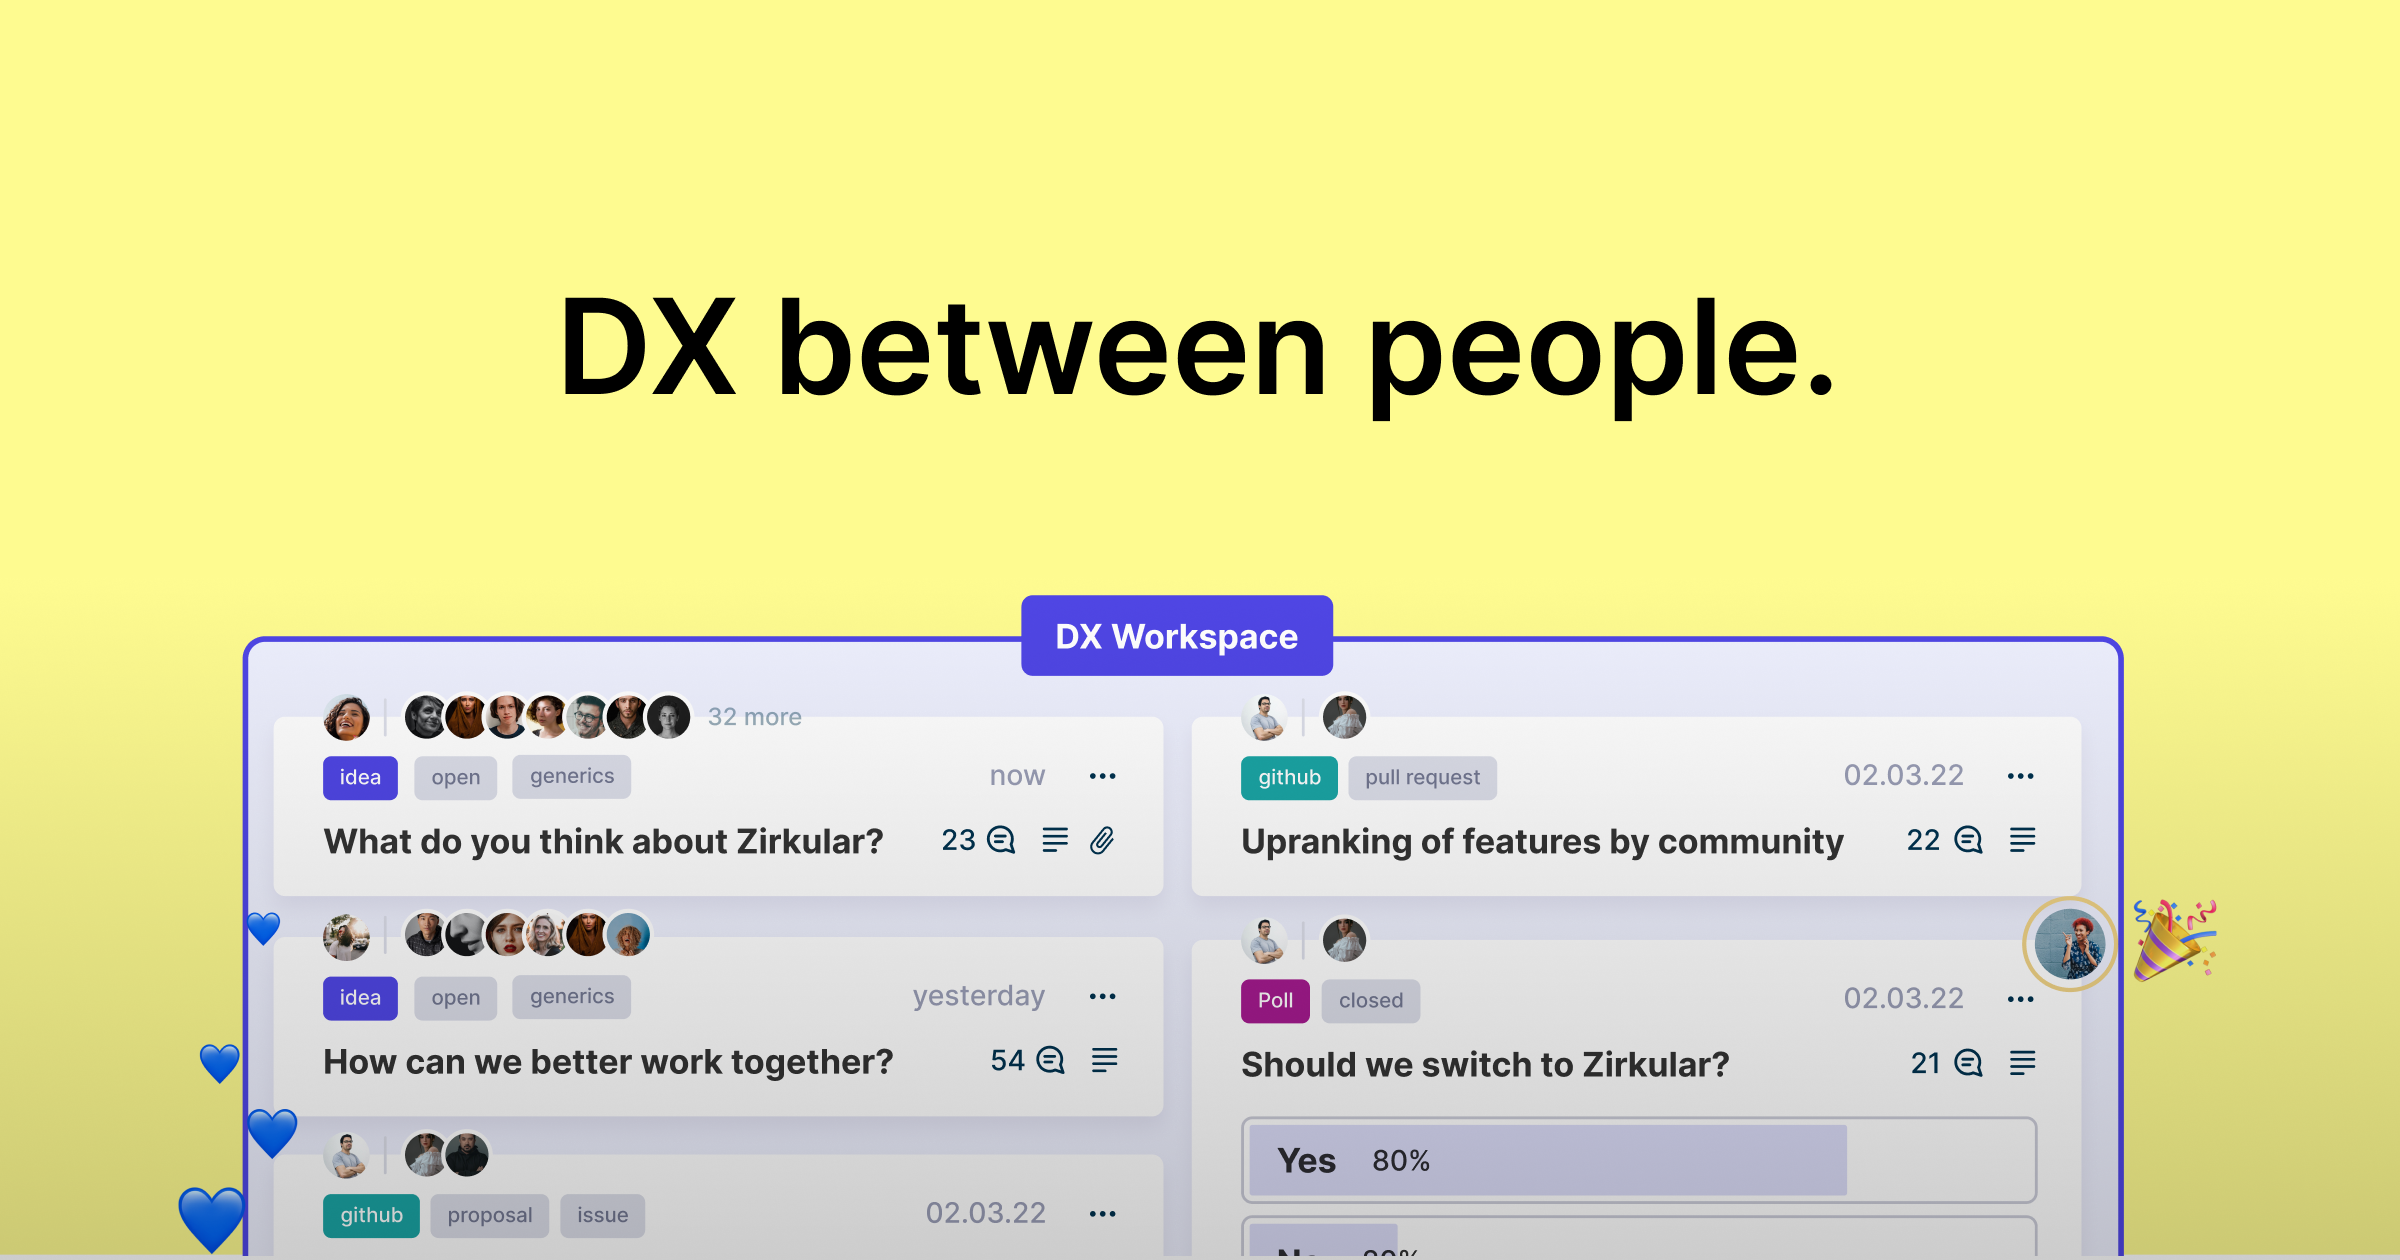 DX between people.
DX Workspace
32 more
idea open generics now
What do you think about Zirkular? 23
idea open generics yesterday
How can we better work together? 54
github proposal issue 02.03.22
github pull request 02.03.22
Upranking of features by community 22
Poll closed 02.03.22
Should we switch to Zirkular? 21
Yes 80%